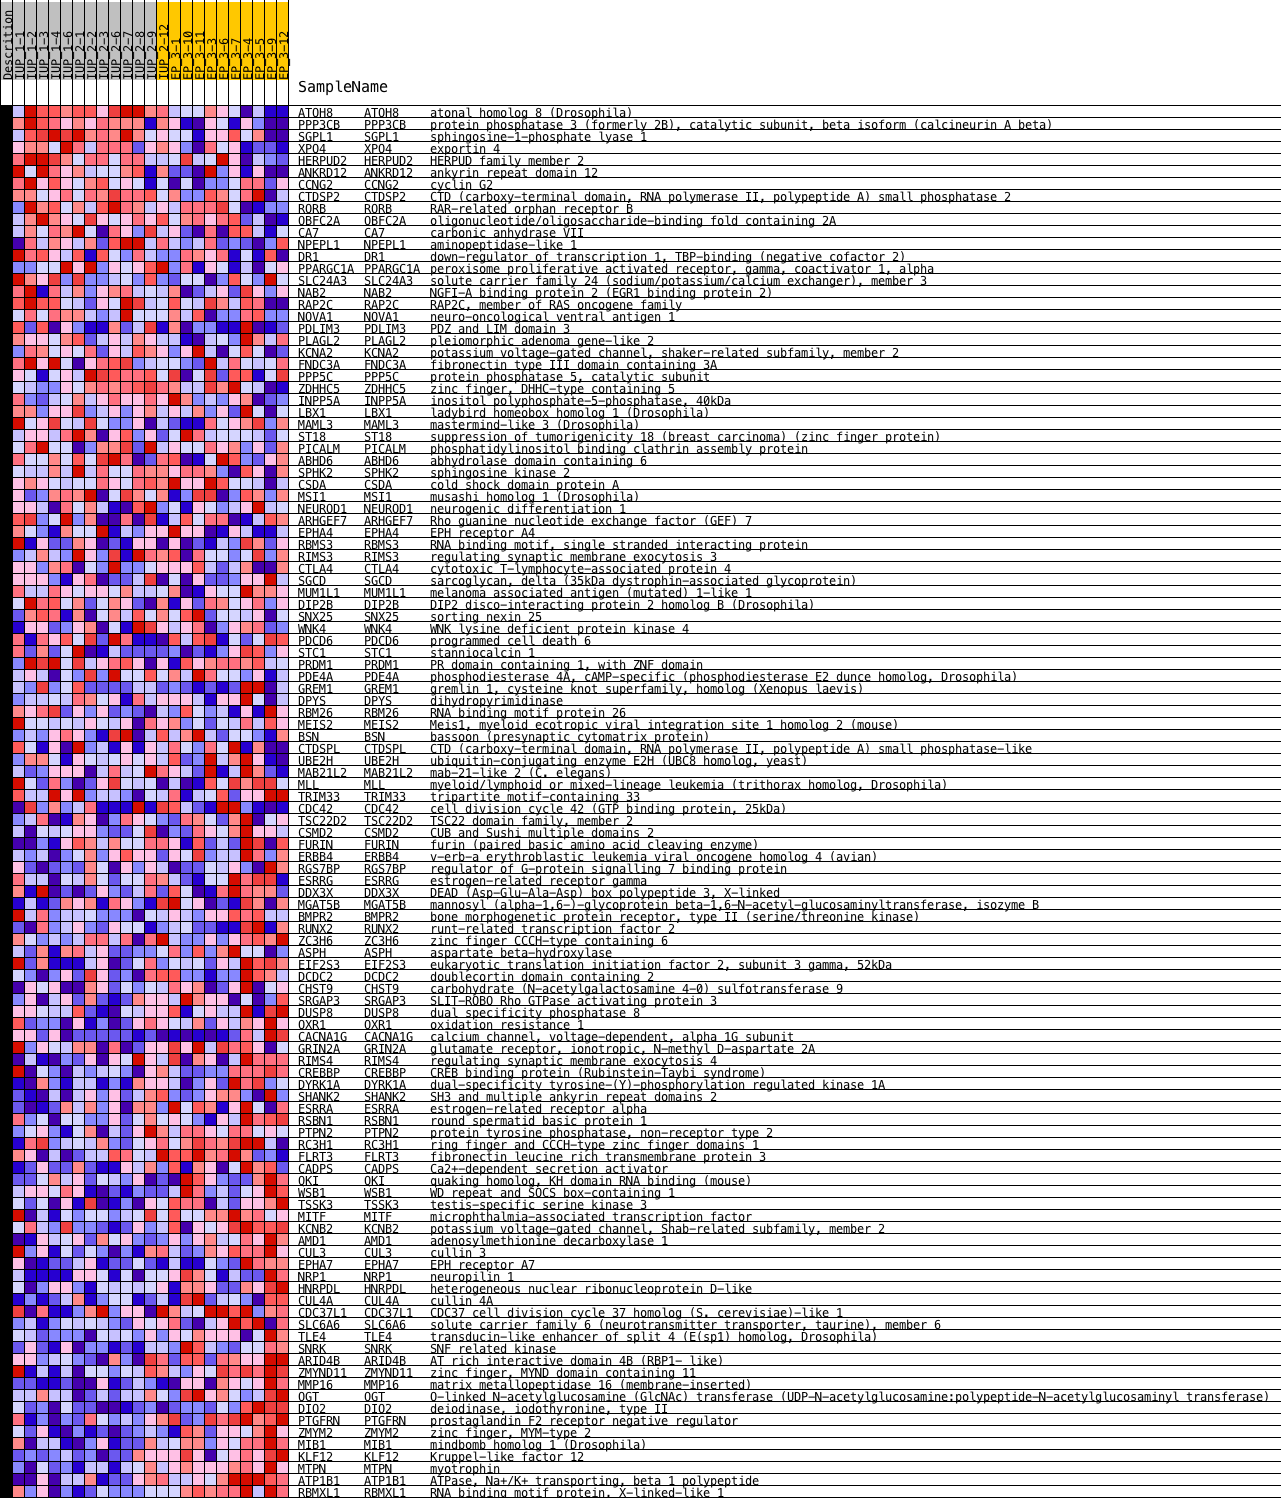 Descrition
IUP_1-1
IUP_1-2
IUP_1-3
IUP_1-4
IUP_1-6
IUP_2-1
IUP_2-2
IUP_2-3
IUP_2-6
IUP_2-7
IUP_2-8
IUP_2-9
IUP_2-12
EP_3-1
EP_3-10
EP_3-11
EP_3-3
EP_3-6
EP_3-7
EP_3-4
EP_3-5
EP_3-9
EP_3-12
SampleName
ATOH8 ATOH8 atonal homolog 8 (Drosophila)
PPP3CB PPP3CB protein phosphatase 3 (formerly 2B), catalytic subunit, beta isoform (calcineurin A beta)
SGPL1 SGPL1 sphingosine-1-phosphate lyase 1
XPO4 XPO4 exportin 4
HERPUD2 HERPUD2 HERPUD family member 2
ANKRD12 ANKRD12 ankyrin repeat domain 12
CCNG2 CCNG2 cyclin G2
CTDSP2 CTDSP2 CTD (carboxy-terminal domain, RNA polymerase II, polypeptide A) small phosphatase 2
RORB RORB RAR-related orphan receptor B
OBFC2A OBFC2A oligonucleotide/oligosaccharide-binding fold containing 2A
CA7 CA7 carbonic anhydrase VII
NPEPL1 NPEPL1 aminopeptidase-like 1
DR1 DR1 down-regulator of transcription 1, TBP-binding (negative cofactor 2)
PPARGC1A PPARGC1A peroxisome proliferative activated receptor, gamma, coactivator 1, alpha
SLC24A3 SLC24A3 solute carrier family 24 (sodium/potassium/calcium exchanger), member 3
NAB2 NAB2 NGFI-A binding protein 2 (EGR1 binding protein 2)
RAP2C RAP2C RAP2C, member of RAS oncogene family
NOVA1 NOVA1 neuro-oncological ventral antigen 1
PDLIM3 PDLIM3 PDZ and LIM domain 3
PLAGL2 PLAGL2 pleiomorphic adenoma gene-like 2
KCNA2 KCNA2 potassium voltage-gated channel, shaker-related subfamily, member 2
FNDC3A FNDC3A fibronectin type III domain containing 3A
PPP5C PPP5C protein phosphatase 5, catalytic subunit
ZDHHC5 ZDHHC5 zinc finger, DHHC-type containing 5
INPP5A INPP5A inositol polyphosphate-5-phosphatase, 40kDa
LBX1 LBX1 ladybird homeobox homolog 1 (Drosophila)
MAML3 MAML3 mastermind-like 3 (Drosophila)
ST18 ST18 suppression of tumorigenicity 18 (breast carcinoma) (zinc finger protein)
PICALM PICALM phosphatidylinositol binding clathrin assembly protein
ABHD6 ABHD6 abhydrolase domain containing 6
SPHK2 SPHK2 sphingosine kinase 2
CSDA CSDA cold shock domain protein A
MSI1 MSI1 musashi homolog 1 (Drosophila)
NEUROD1 NEUROD1 neurogenic differentiation 1
ARHGEF7 ARHGEF7 Rho guanine nucleotide exchange factor (GEF) 7
EPHA4 EPHA4 EPH receptor A4
RBMS3 RBMS3 RNA binding motif, single stranded interacting protein
RIMS3 RIMS3 regulating synaptic membrane exocytosis 3
CTLA4 CTLA4 cytotoxic T-lymphocyte-associated protein 4
SGCD SGCD sarcoglycan, delta (35kDa dystrophin-associated glycoprotein)
MUM1L1 MUM1L1 melanoma associated antigen (mutated) 1-like 1
DIP2B DIP2B DIP2 disco-interacting protein 2 homolog B (Drosophila)
SNX25 SNX25 sorting nexin 25
WNK4 WNK4 WNK lysine deficient protein kinase 4
PDCD6 PDCD6 programmed cell death 6
STC1 STC1 stanniocalcin 1
PRDM1 PRDM1 PR domain containing 1, with ZNF domain
PDE4A PDE4A phosphodiesterase 4A, cAMP-specific (phosphodiesterase E2 dunce homolog, Drosophila)
GREM1 GREM1 gremlin 1, cysteine knot superfamily, homolog (Xenopus laevis)
DPYS DPYS dihydropyrimidinase
RBM26 RBM26 RNA binding motif protein 26
MEIS2 MEIS2 Meis1, myeloid ecotropic viral integration site 1 homolog 2 (mouse)
BSN BSN bassoon (presynaptic cytomatrix protein)
CTDSPL CTDSPL CTD (carboxy-terminal domain, RNA polymerase II, polypeptide A) small phosphatase-like
UBE2H UBE2H ubiquitin-conjugating enzyme E2H (UBC8 homolog, yeast)
MAB21L2 MAB21L2 mab-21-like 2 (C. elegans)
MLL MLL myeloid/lymphoid or mixed-lineage leukemia (trithorax homolog, Drosophila)
TRIM33 TRIM33 tripartite motif-containing 33
CDC42 CDC42 cell division cycle 42 (GTP binding protein, 25kDa)
TSC22D2 TSC22D2 TSC22 domain family, member 2
CSMD2 CSMD2 CUB and Sushi multiple domains 2
FURIN FURIN furin (paired basic amino acid cleaving enzyme)
ERBB4 ERBB4 v-erb-a erythroblastic leukemia viral oncogene homolog 4 (avian)
RGS7BP RGS7BP regulator of G-protein signalling 7 binding protein
ESRRG ESRRG estrogen-related receptor gamma
DDX3X DDX3X DEAD (Asp-Glu-Ala-Asp) box polypeptide 3, X-linked
MGAT5B MGAT5B mannosyl (alpha-1,6-)-glycoprotein beta-1,6-N-acetyl-glucosaminyltransferase, isozyme B
BMPR2 BMPR2 bone morphogenetic protein receptor, type II (serine/threonine kinase)
RUNX2 RUNX2 runt-related transcription factor 2
ZC3H6 ZC3H6 zinc finger CCCH-type containing 6
ASPH ASPH aspartate beta-hydroxylase
EIF2S3 EIF2S3 eukaryotic translation initiation factor 2, subunit 3 gamma, 52kDa
DCDC2 DCDC2 doublecortin domain containing 2
CHST9 CHST9 carbohydrate (N-acetylgalactosamine 4-0) sulfotransferase 9
SRGAP3 SRGAP3 SLIT-ROBO Rho GTPase activating protein 3
DUSP8 DUSP8 dual specificity phosphatase 8
OXR1 OXR1 oxidation resistance 1
CACNA1G CACNA1G calcium channel, voltage-dependent, alpha 1G subunit
GRIN2A GRIN2A glutamate receptor, ionotropic, N-methyl D-aspartate 2A
RIMS4 RIMS4 regulating synaptic membrane exocytosis 4
CREBBP CREBBP CREB binding protein (Rubinstein-Taybi syndrome)
DYRK1A DYRK1A dual-specificity tyrosine-(Y)-phosphorylation regulated kinase 1A
SHANK2 SHANK2 SH3 and multiple ankyrin repeat domains 2
ESRRA ESRRA estrogen-related receptor alpha
RSBN1 RSBN1 round spermatid basic protein 1
PTPN2 PTPN2 protein tyrosine phosphatase, non-receptor type 2
RC3H1 RC3H1 ring finger and CCCH-type zinc finger domains 1
FLRT3 FLRT3 fibronectin leucine rich transmembrane protein 3
CADPS CADPS Ca2+-dependent secretion activator
QKI QKI quaking homolog, KH domain RNA binding (mouse)
WSB1 WSB1 WD repeat and SOCS box-containing 1
TSSK3 TSSK3 testis-specific serine kinase 3
MITF MITF microphthalmia-associated transcription factor
KCNB2 KCNB2 potassium voltage-gated channel, Shab-related subfamily, member 2
AMD1 AMD1 adenosylmethionine decarboxylase 1
CUL3 CUL3 cullin 3
EPHA7 EPHA7 EPH receptor A7
NRP1 NRP1 neuropilin 1
HNRPDL HNRPDL heterogeneous nuclear ribonucleoprotein D-like
CUL4A CUL4A cullin 4A
CDC37L1 CDC37L1 CDC37 cell division cycle 37 homolog (S. cerevisiae)-like 1
SLC6A6 SLC6A6 solute carrier family 6 (neurotransmitter transporter, taurine), member 6
TLE4 TLE4 transducin-like enhancer of split 4 (E(sp1) homolog, Drosophila)
SNRK SNRK SNF related kinase
ARID4B ARID4B AT rich interactive domain 4B (RBP1- like)
ZMYND11 ZMYND11 zinc finger, MYND domain containing 11
MMP16 MMP16 matrix metallopeptidase 16 (membrane-inserted)
OGT OGT O-linked N-acetylglucosamine (GlcNAc) transferase (UDP-N-acetylglucosamine:polypeptide-N-acetylglucosaminyl transferase)
DIO2 DIO2 deiodinase, iodothyronine, type II
PTGFRN PTGFRN prostaglandin F2 receptor negative regulator
ZMYM2 ZMYM2 zinc finger, MYM-type 2
MIB1 MIB1 mindbomb homolog 1 (Drosophila)
KLF12 KLF12 Kruppel-like factor 12
MTPN MTPN myotrophin
ATP1B1 ATP1B1 ATPase, Na+/K+ transporting, beta 1 polypeptide
RBMXL1 RBMXL1 RNA binding motif protein, X-linked-like 1